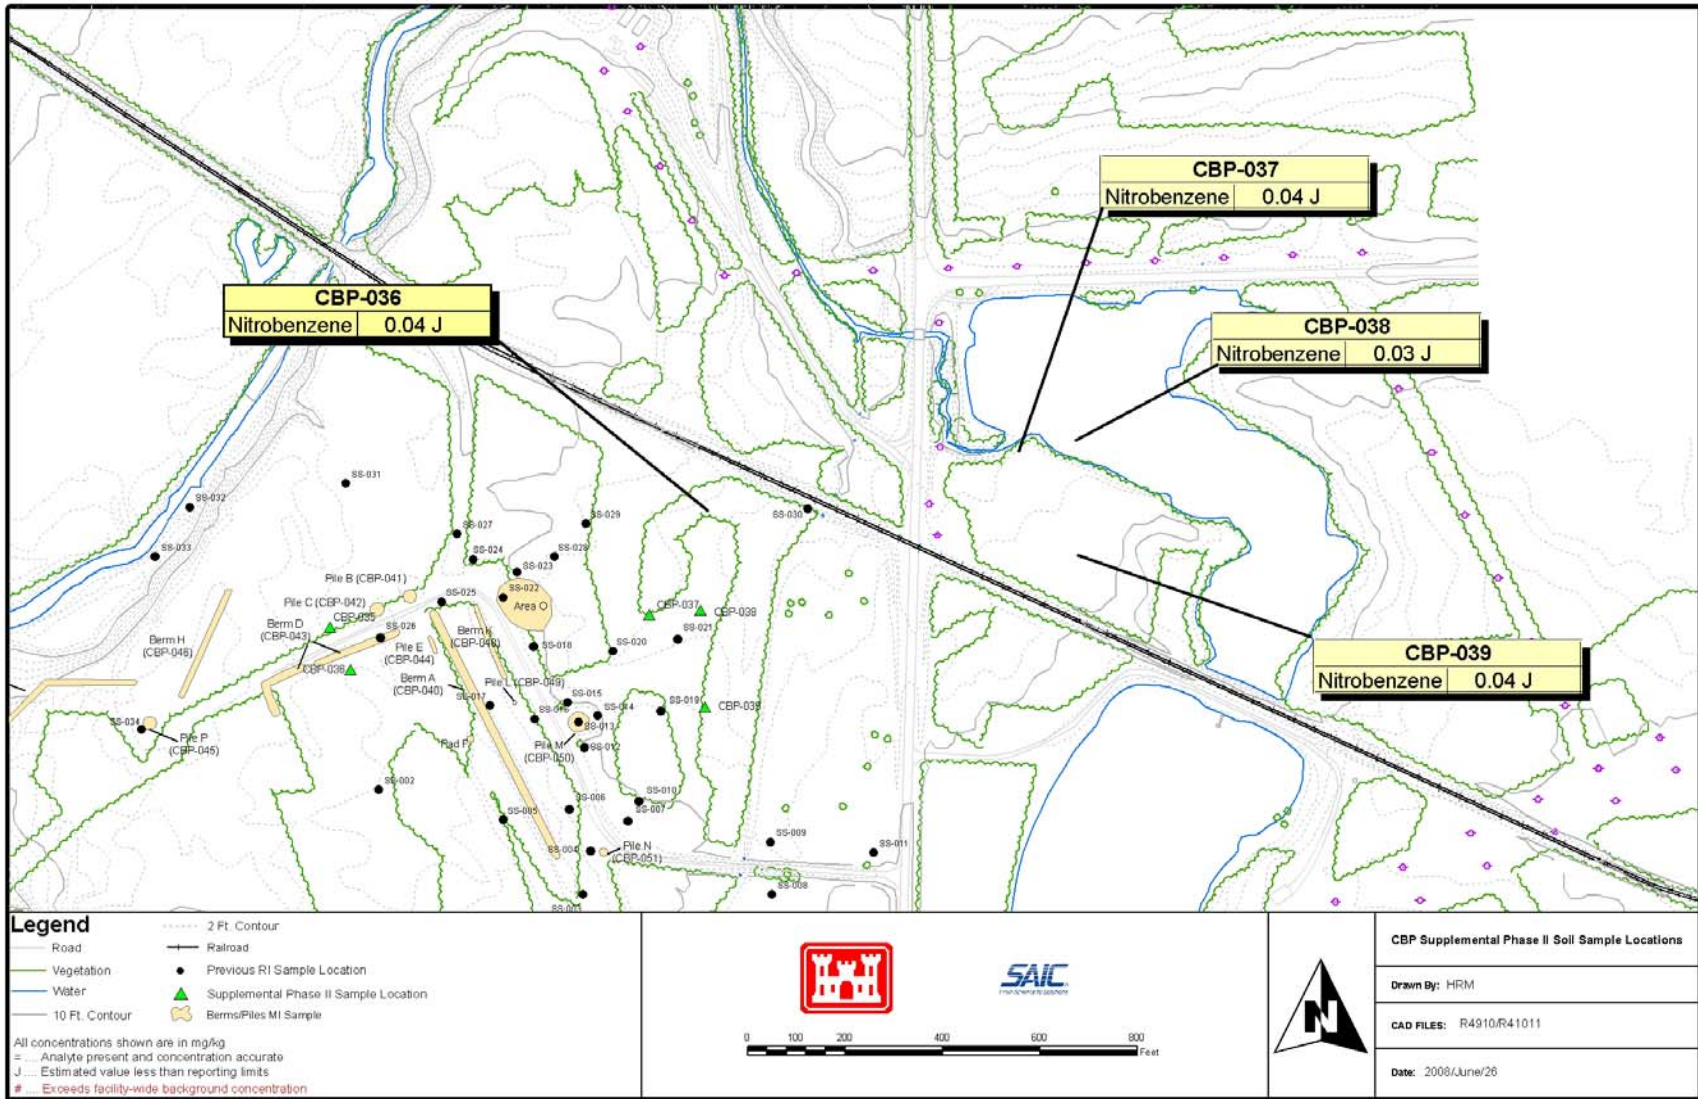 CBP-037
Nitrobenzene 0.04 J
CBP-036
Nitrobenzene 0.04 J
CBP-038
Nitrobenzene 0.03 J
CBP-039
Nitrobenzene 0.04 J
SS-031
SS-032
SS-033
SS-027
SS-029
SS-030
SS-024
SS-028
SS-023
SS-022
Area O
SS-025
Pile B (CBP-041)
Pile C (CBP-042)
CBP-035
SS-026
Berm D
(CBP-043)
Berm H
(CBP-046)
Pile E
(CBP-044)
Berm K
(CBP-048)
CBP-036
Berm A
(CBP-040)
Pile L (CBP-049)
SS-018
SS-020
CBP-037
CBP-038
SS-021
SS-017
SS-015
SS-014
SS-016
SS-013
SS-019
CBP-039
SS-034
Pile P
(CBP-045)
Pad F
Pile M
(CBP-050)
SS-012
SS-002
SS-005
SS-006
SS-010
SS-007
SS-004
Pile N
(CBP-051)
SS-009
SS-011
SS-003
SS-008
Legend
Road
Vegetation
Water
10 Ft. Contour
2 Ft. Contour
Railroad
Previous RI Sample Location
Supplemental Phase II Sample Location
Berms/Piles MI Sample
All concentrations shown are in mg/kg
= .... Analyte present and concentration accurate
J .... Estimated value less than reporting limits
# .... Exceeds facility-wide background concentration
SAIC
0 100 200 400 600 800
Feet
N
CBP Supplemental Phase II Soil Sample Locations
Drawn By: HRM
CAD FILES: R4910/R41011
Date: 2008/June/26